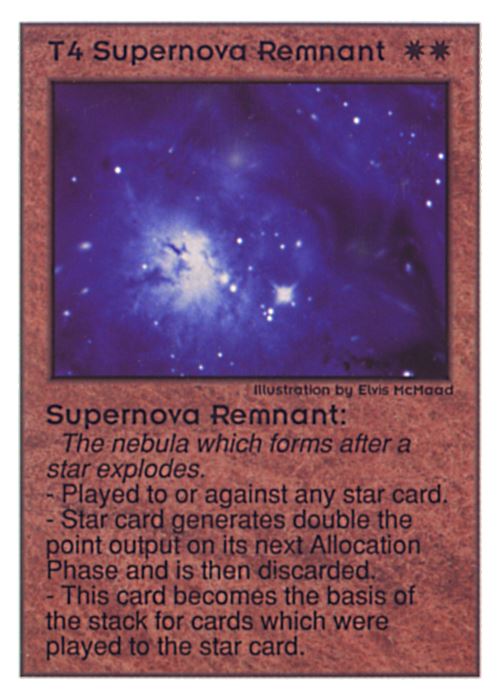 T4 Supernova Remnant
Illustration by Elvis McMaad
Supernova Remnant:
The nebula which forms after a
star explodes.
- Played to or against any star card.
- Star card generates double the
point output on its next Allocation
Phase and is then discarded.
- This card becomes the basis of
the stack for cards which were
played to the star card.